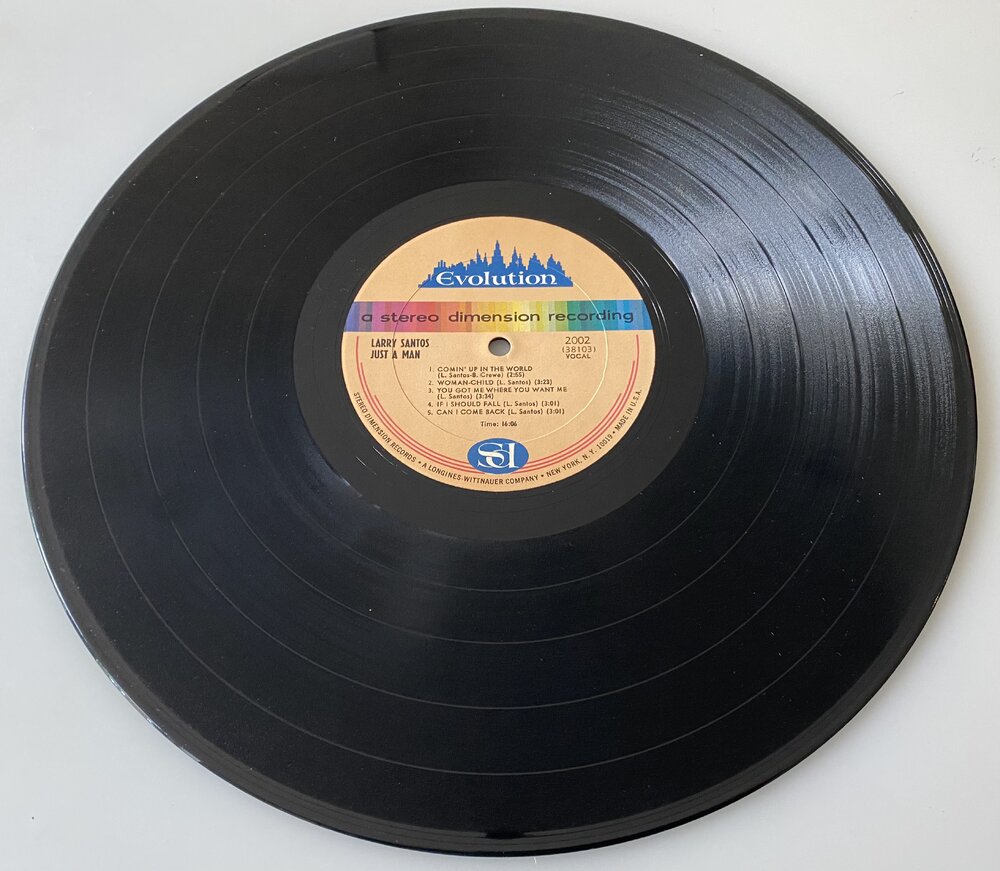 Evolution
a stereo dimension recording
LARRY SANTOS
JUST A MAN
2002
(38103)
VOCAL
1. COMIN' UP IN THE WORLD
(L. Santos-B. Crewe) (2:55)
2. WOMAN-CHILD (L. Santos) (3:23)
3. YOU GOT ME WHERE YOU WANT ME
(L. Santos) (3:34)
4. IF I SHOULD FALL (L. Santos) (3:01)
5. CAN I COME BACK (L. Santos) (3:01)
Time: 16:06
SD
STEREO DIMENSION RECORDS • A LONGINES-WITTNAUER COMPANY • NEW YORK, N.Y. 10019 • MADE IN U.S.A.